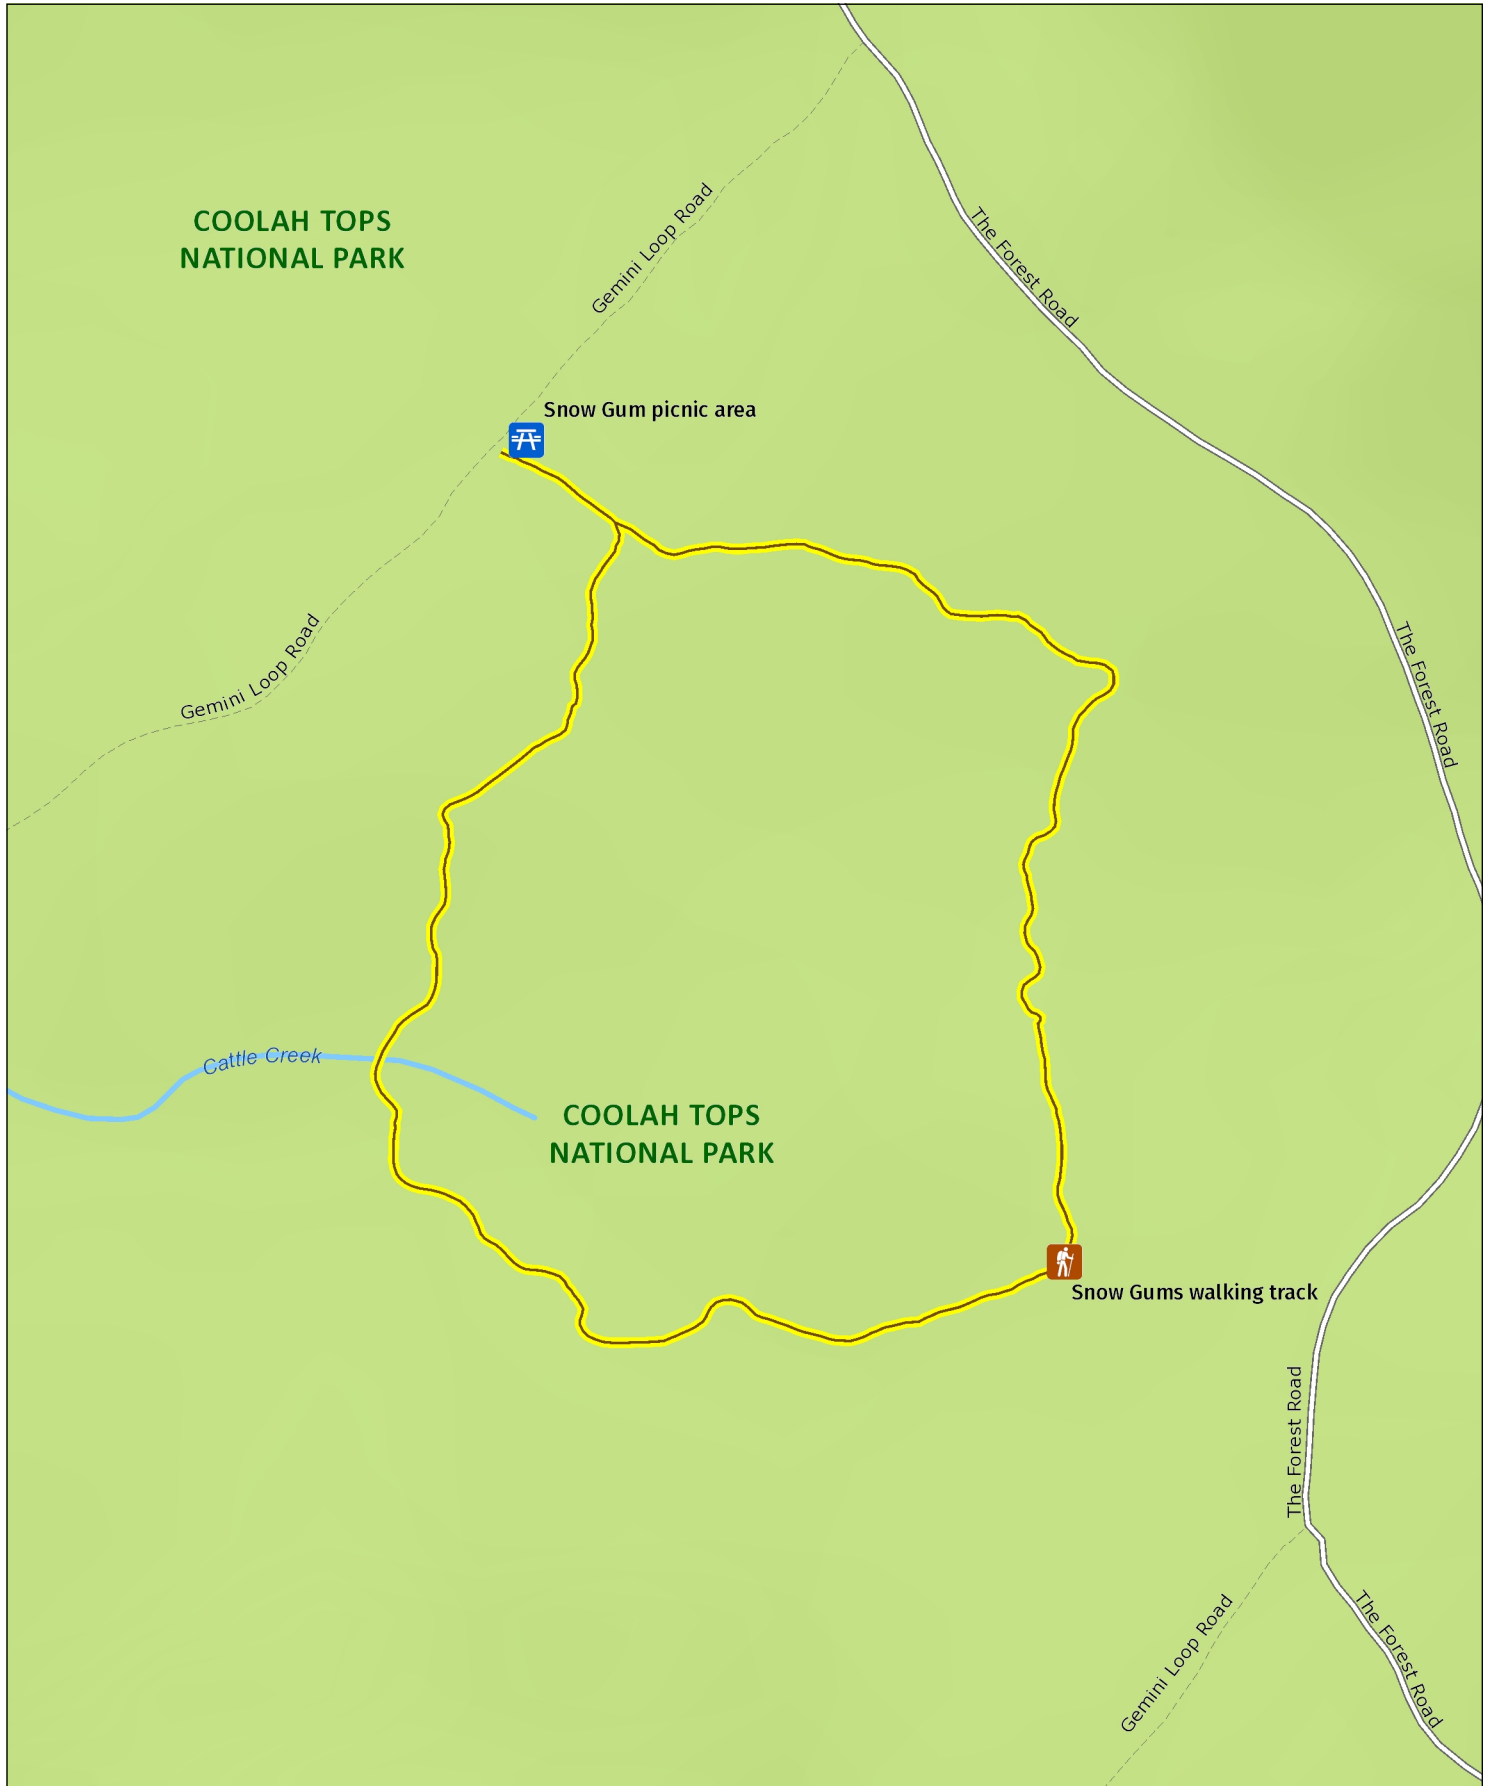 Gemini Loop Road
The Forest Road
COOLAH TOPS
NATIONAL PARK
Snow Gum picnic area
Gemini Loop Road
The Forest Road
Cattle Creek
COOLAH TOPS
NATIONAL PARK
Snow Gums walking track
The Forest Road
Gemini Loop Road
The Forest Road